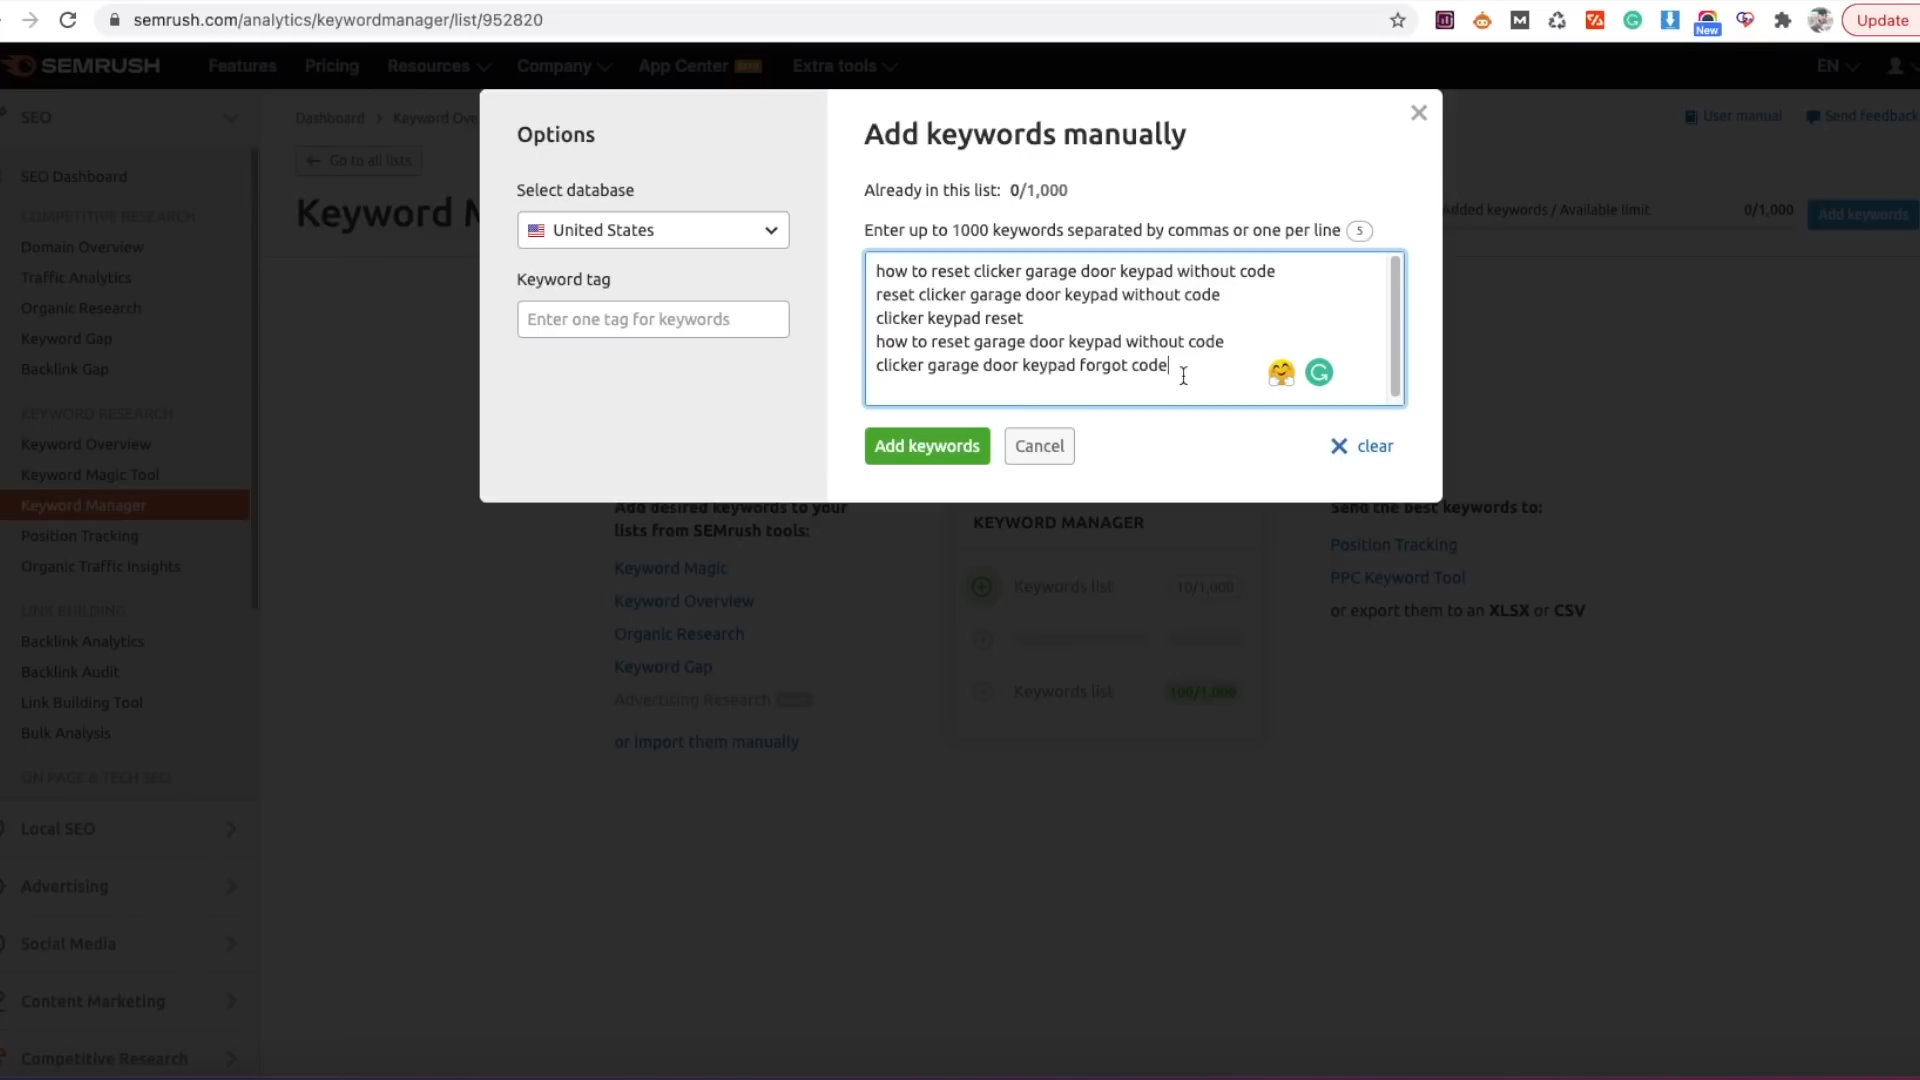 semrush.com/analytics/keywordmanager/list/952820
New
Update
SEMRUSH
Features
Pricing
Resources
Company
App Center
Extra tools
EN
SEO
SEO Dashboard
COMPETITIVE RESEARCH
Domain Overview
Traffic Analytics
Organic Research
Keyword Gap
Backlink Gap
KEYWORD RESEARCH
Keyword Overview
Keyword Magic Tool
Keyword Manager
Position Tracking
Organic Traffic Insights
LINK BUILDING
Backlink Analytics
Backlink Audit
Link Building Tool
Bulk Analysis
ON PAGE & TECH SEO
Local SEO
Advertising
Social Media
Content Marketing
Competitive Research
Dashboard > Keyword Ove
← Go to all lists
Keyword M
User manual
Send feedback
Added keywords / Available limit
0/1,000
Add keywords
Options
Select database
United States
Keyword tag
Enter one tag for keywords
Add keywords manually
Already in this list: 0/1,000
Enter up to 1000 keywords separated by commas or one per line 5
how to reset clicker garage door keypad without code
reset clicker garage door keypad without code
clicker keypad reset
how to reset garage door keypad without code
clicker garage door keypad forgot code
Add keywords
Cancel
clear
Add desired keywords to your
lists from SEMrush tools:
Keyword Magic
Keyword Overview
Organic Research
Keyword Gap
Advertising Research
or import them manually
KEYWORD MANAGER
Keywords list 10/1,000
Keywords list 100/1,000
Send the best keywords to:
Position Tracking
PPC Keyword Tool
or export them to an XLSX or CSV